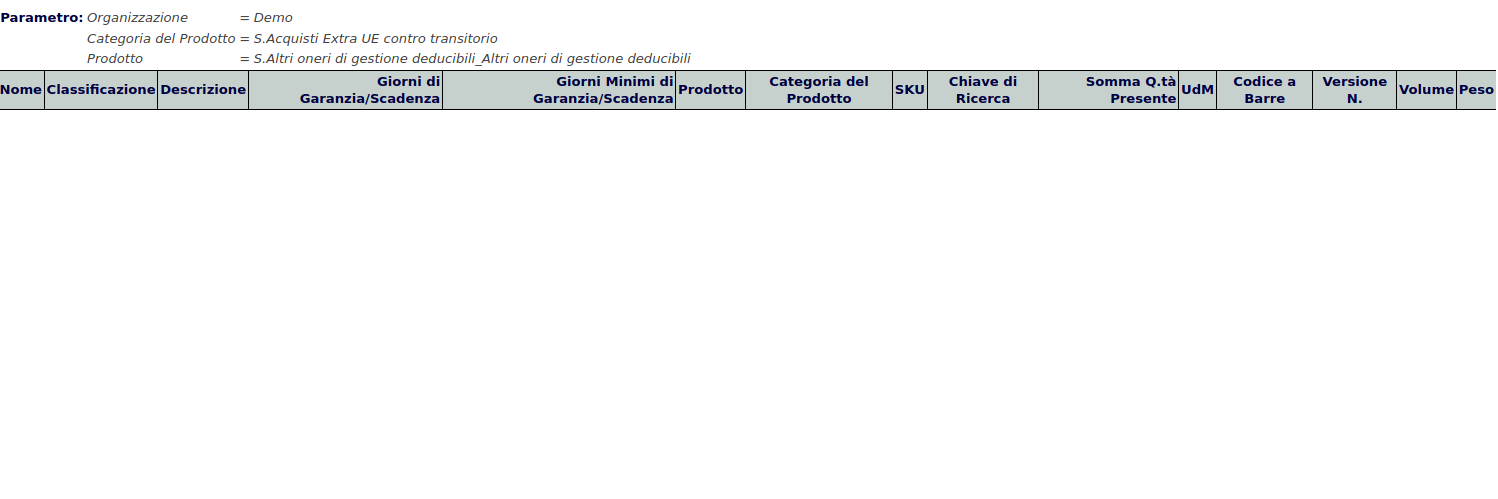 Parametro: Organizzazione = Demo
Categoria del Prodotto = S.Acquisti Extra UE contro transitorio
Prodotto = S.Altri oneri di gestione deducibili_Altri oneri di gestione deducibili
Nome Classificazione Descrizione Giorni di Garanzia/Scadenza Giorni Minimi di Garanzia/Scadenza Prodotto Categoria del Prodotto SKU Chiave di Ricerca Somma Q.tà Presente UdM Codice a Barre Versione N. Volume Peso